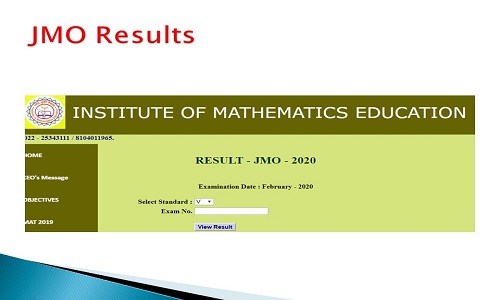 JMO Results
INSTITUTE OF MATHEMATICS EDUCATION
022 - 25343111 / 8104011965.
HOME
CEO's Message
OBJECTIVES
MAT 2019
RESULT - JMO - 2020
Examination Date : February - 2020
Select Standard : V
Exam No.
View Result